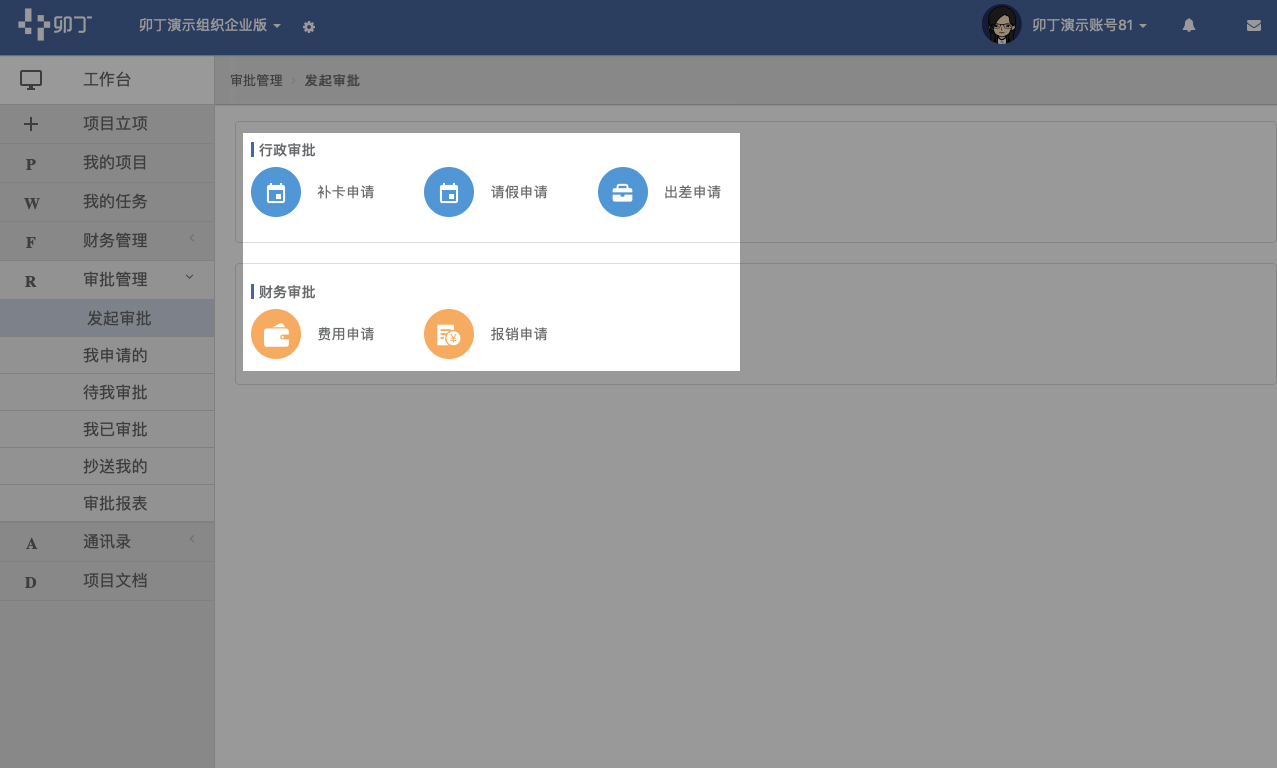 卯丁 卯丁演示组织企业版 卯丁演示账号81
工作台
审批管理 发起审批
项目立项
P 我的项目
W 我的任务
F 财务管理
R 审批管理
发起审批
我申请的
待我审批
我已审批
抄送我的
审批报表
A 通讯录
D 项目文档
行政审批
补卡申请 请假申请 出差申请
财务审批
费用申请 报销申请